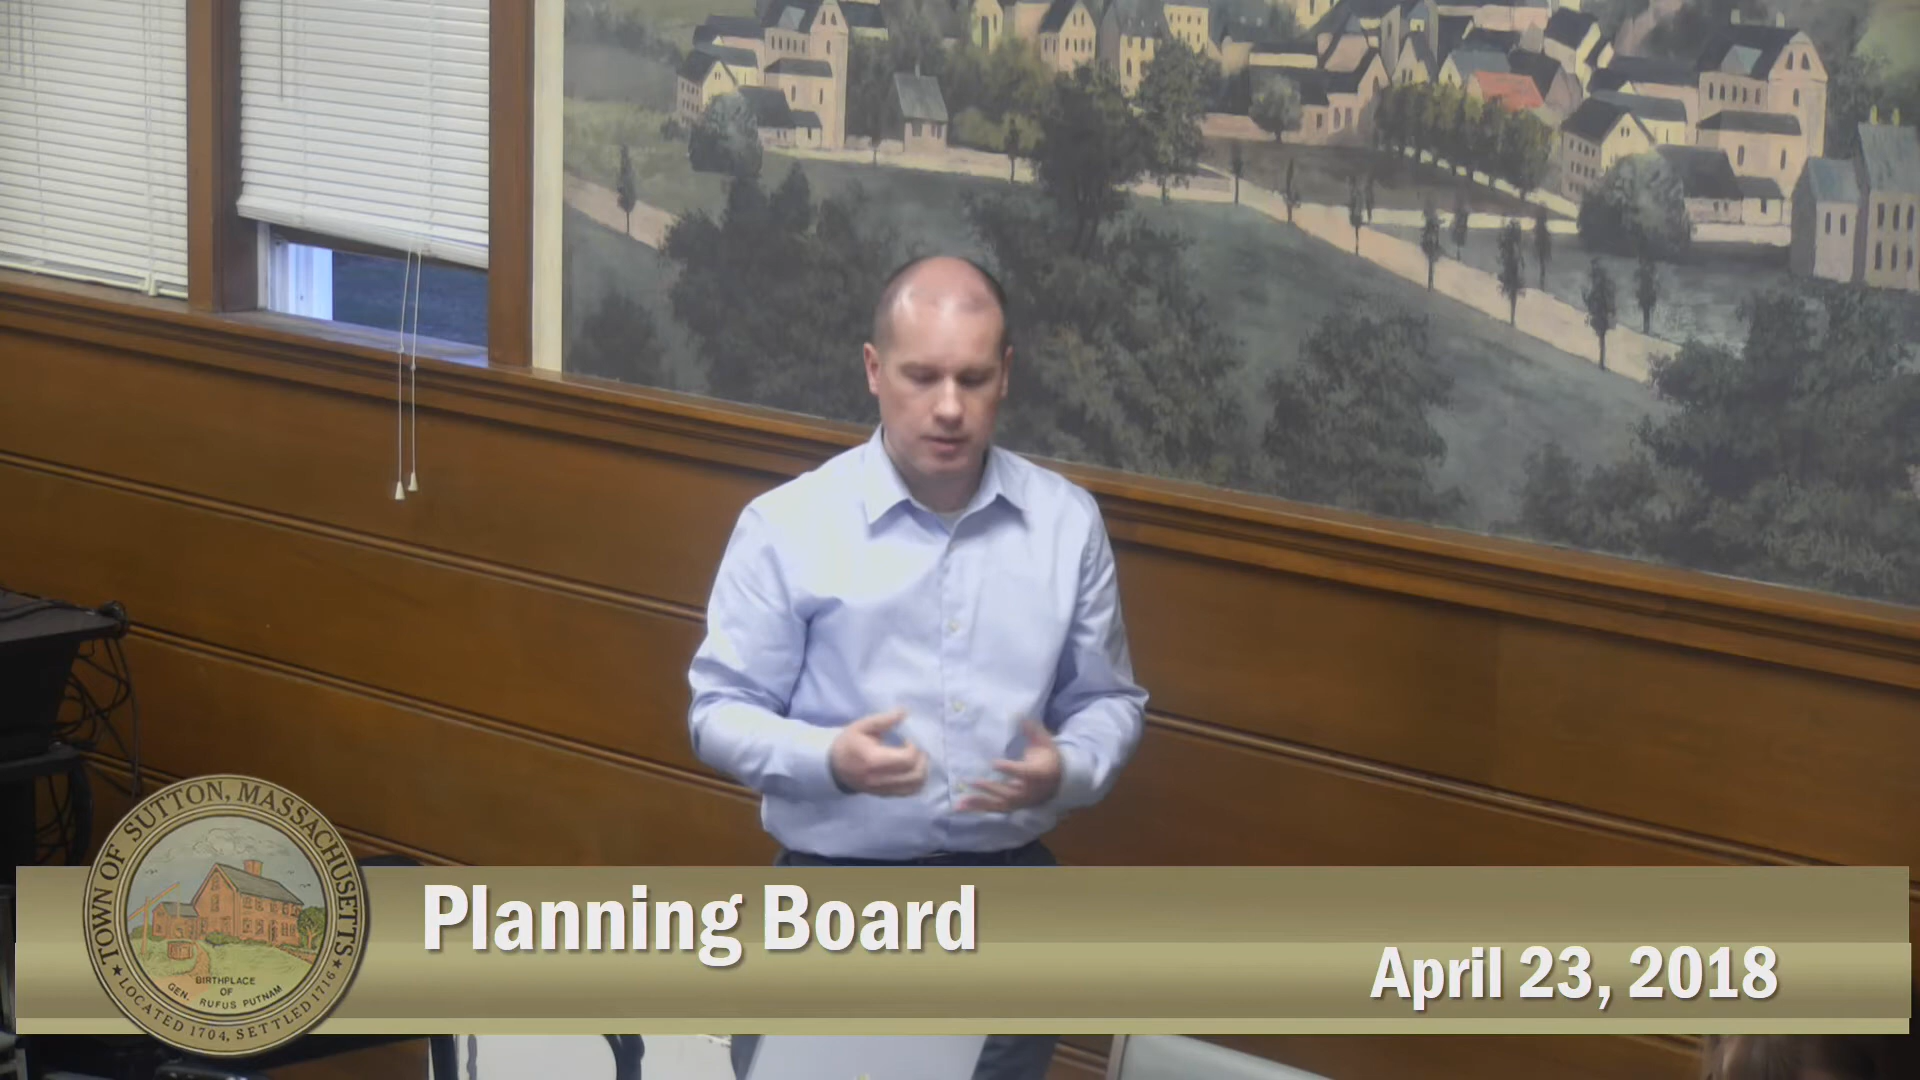 Planning Board
April 23, 2018
TOWN OF SUTTON, MASSACHUSETTS
BIRTHPLACE
OF
GEN. RUFUS PUTNAM
★ LOCATED 1704, SETTLED 1716 ★